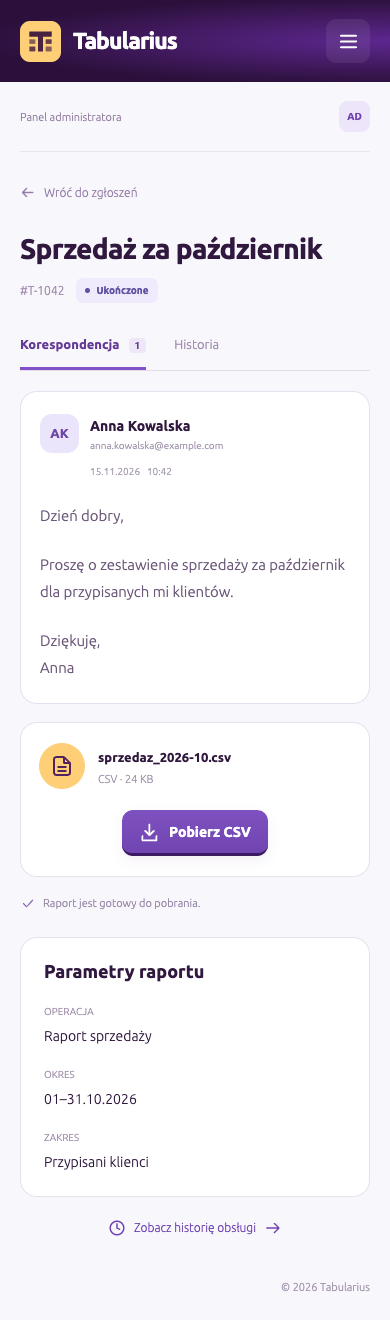 Tabularius
Panel administratora
AD
Wróć do zgłoszeń
Sprzedaż za październik
#T-1042
Ukończone
Korespondencja 1
Historia
AK
Anna Kowalska
anna.kowalska@example.com
15.11.2026 10:42
Dzień dobry,
Proszę o zestawienie sprzedaży za październik
dla przypisanych mi klientów.
Dziękuję,
Anna
sprzedaz_2026-10.csv
CSV · 24 KB
Pobierz CSV
Raport jest gotowy do pobrania.
Parametry raportu
OPERACJA
Raport sprzedaży
OKRES
01–31.10.2026
ZAKRES
Przypisani klienci
Zobacz historię obsługi
© 2026 Tabularius